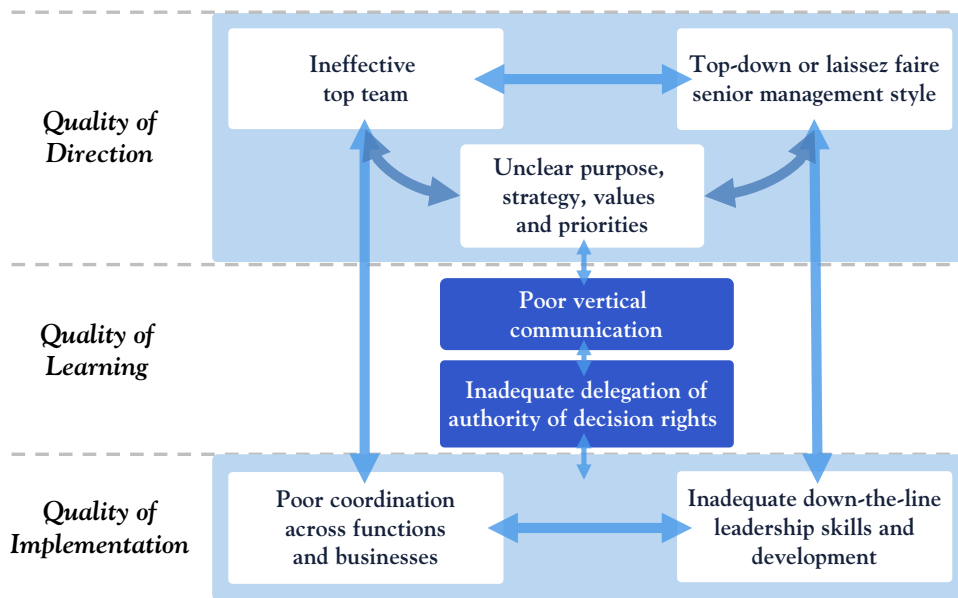 Quality of
Direction
Ineffective
top team
Top-down or laissez faire
senior management style
Unclear purpose,
strategy, values
and priorities
Quality of
Learning
Poor vertical
communication
Inadequate delegation of
authority of decision rights
Quality of
Implementation
Poor coordination
across functions
and businesses
Inadequate down-the-line
leadership skills and
development